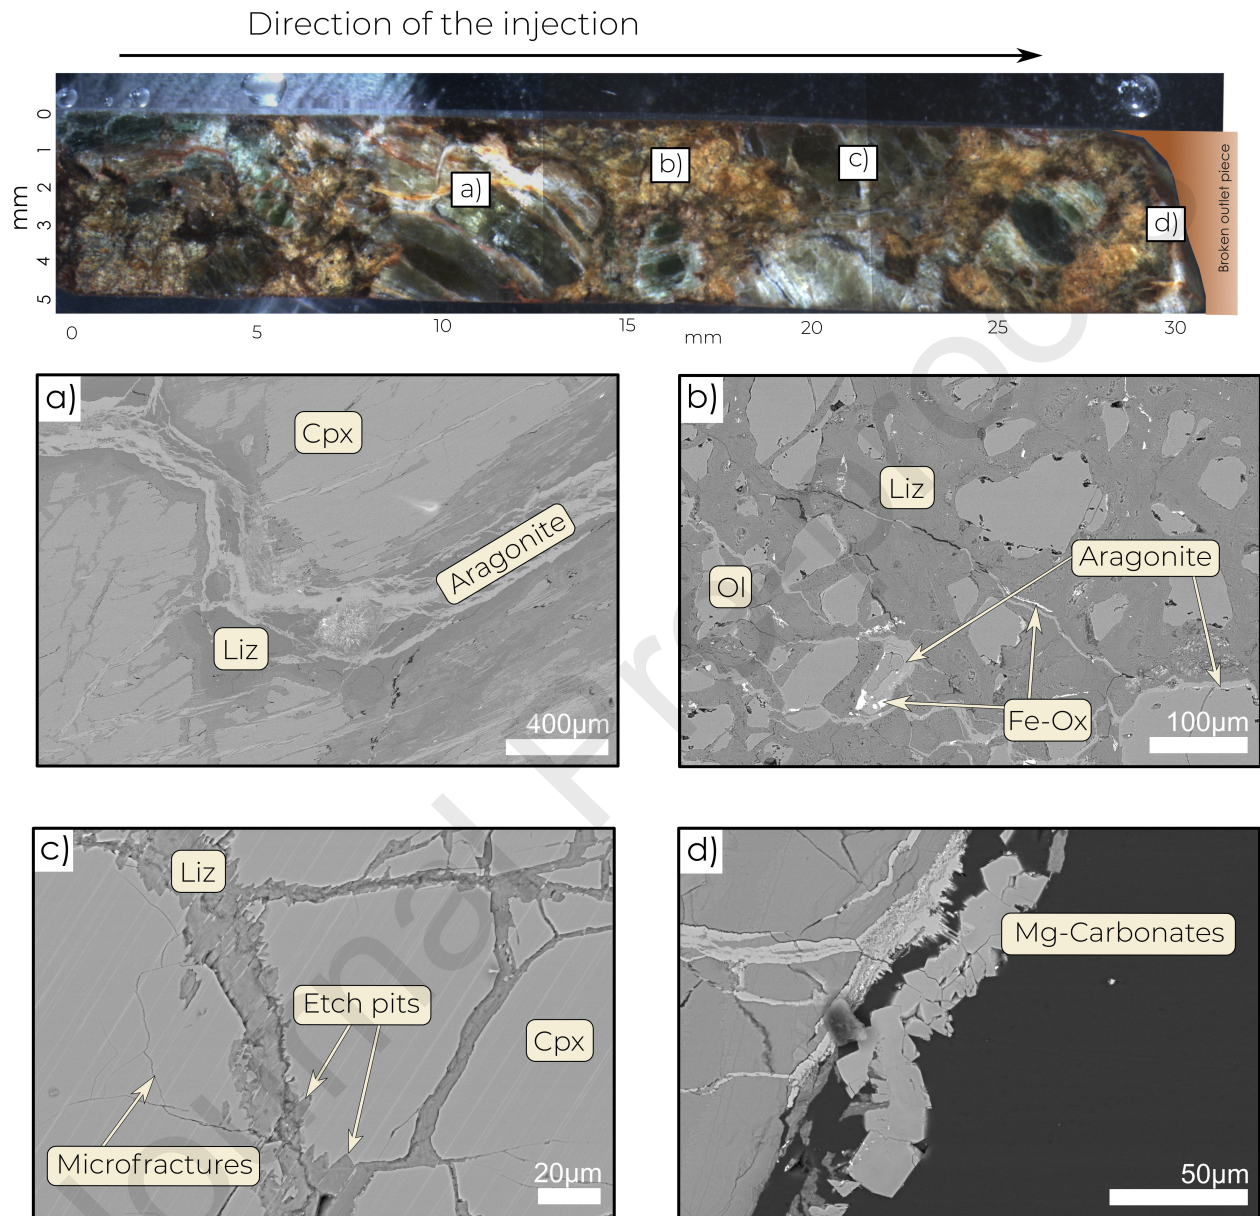 Direction of the injection
0
1
2
3
4
5
mm
a)
b)
c)
d)
Broken outlet piece
0
5
10
15
20
25
30
mm
a)
Cpx
Aragonite
Liz
400µm
b)
Liz
Aragonite
Ol
Fe-Ox
100µm
c)
Liz
Etch pits
Cpx
Microfractures
20µm
d)
Mg-Carbonates
50µm